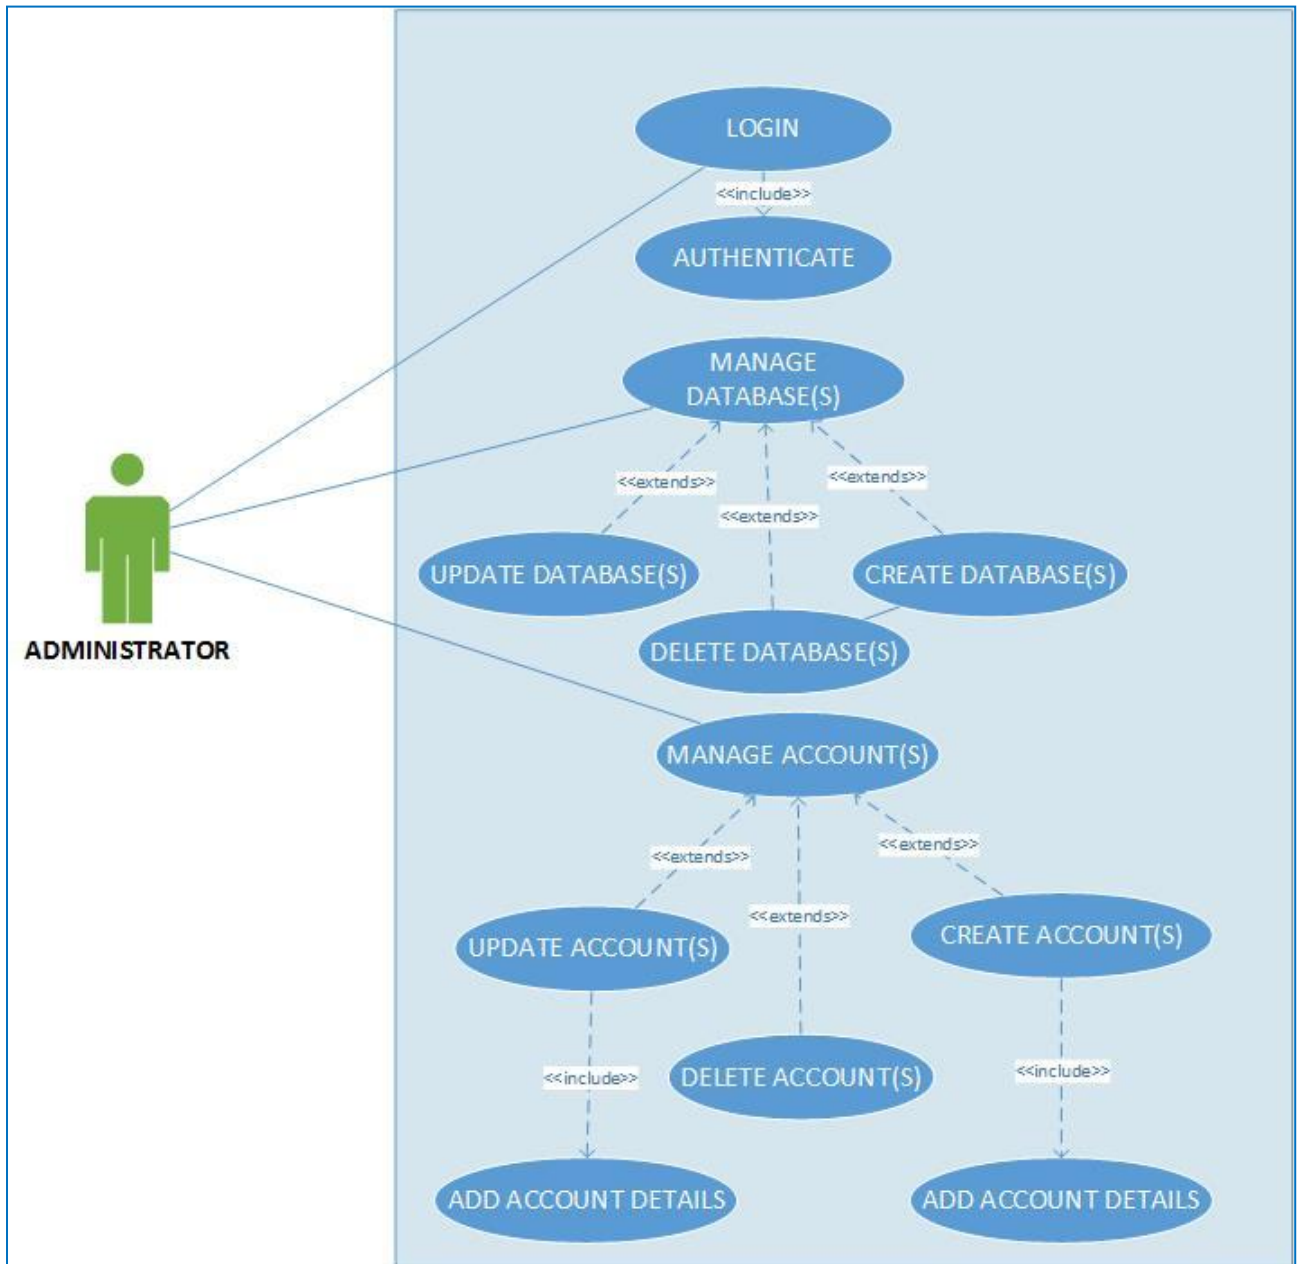 LOGIN
<<include>>
AUTHENTICATE
MANAGE
DATABASE(S)
<<extends>>
<<extends>>
<<extends>>
UPDATE DATABASE(S)
CREATE DATABASE(S)
DELETE DATABASE(S)
ADMINISTRATOR
MANAGE ACCOUNT(S)
<<extends>>
<<extends>>
<<extends>>
UPDATE ACCOUNT(S)
CREATE ACCOUNT(S)
DELETE ACCOUNT(S)
<<include>>
<<include>>
ADD ACCOUNT DETAILS
ADD ACCOUNT DETAILS